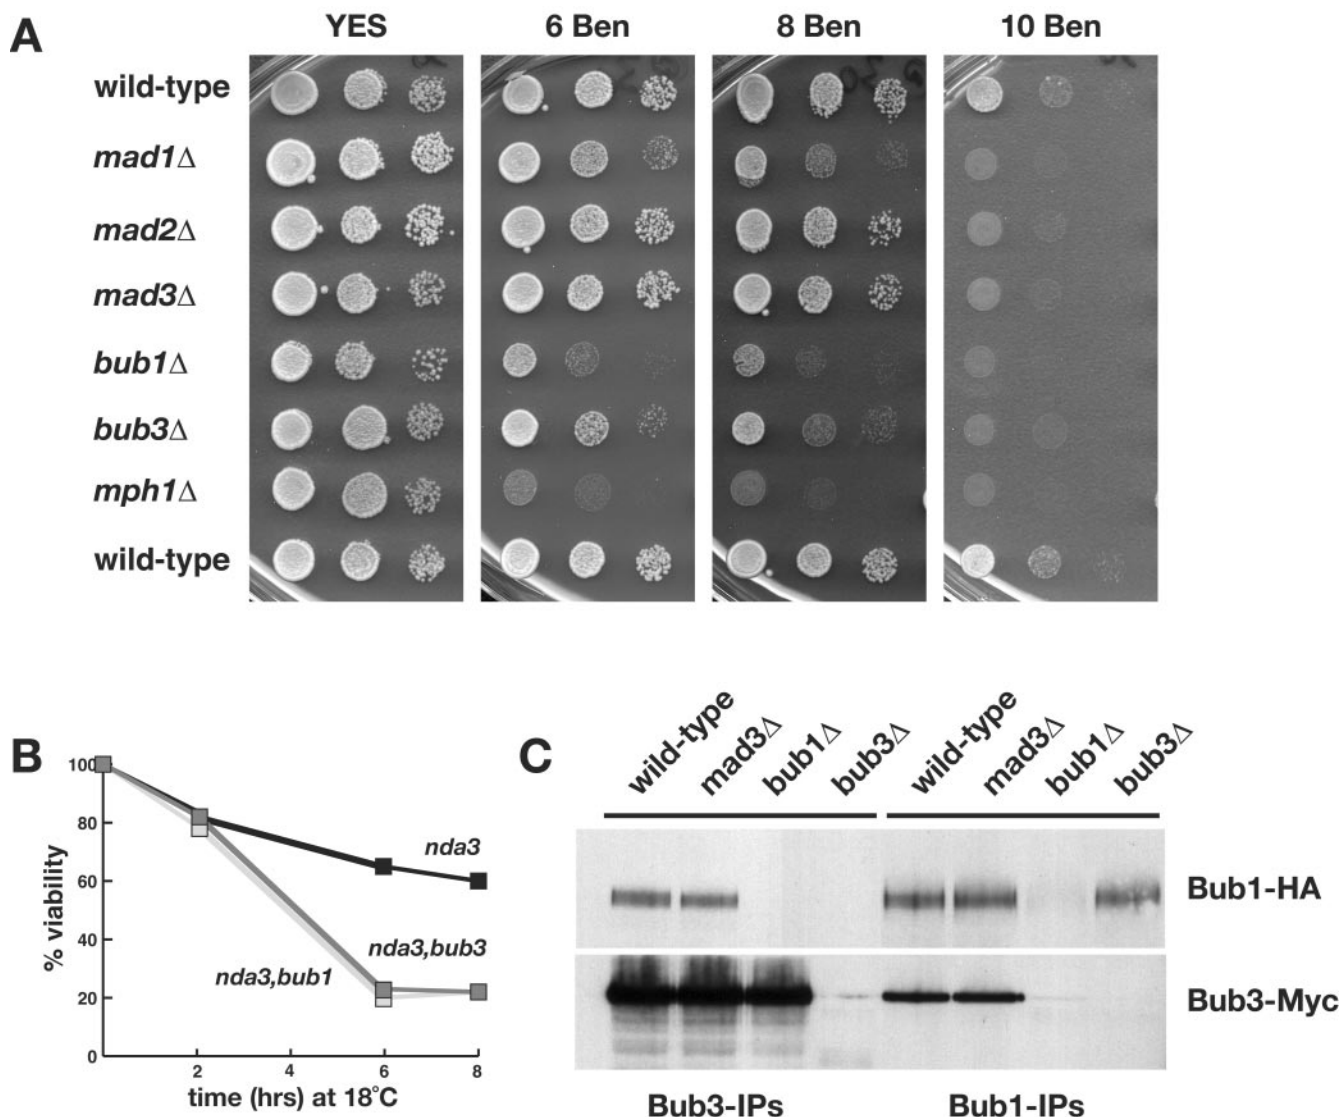 A
YES 6 Ben 8 Ben 10 Ben
wild-type
mad1Δ
mad2Δ
mad3Δ
bub1Δ
bub3Δ
mph1Δ
wild-type
B
100
80
60
40
20
0
% viability
nda3
nda3,bub3
nda3,bub1
2 4 6 8
time (hrs) at 18°C
C
wild-type mad3Δ bub1Δ bub3Δ wild-type mad3Δ bub1Δ bub3Δ
Bub1-HA
Bub3-Myc
Bub3-IPs Bub1-IPs